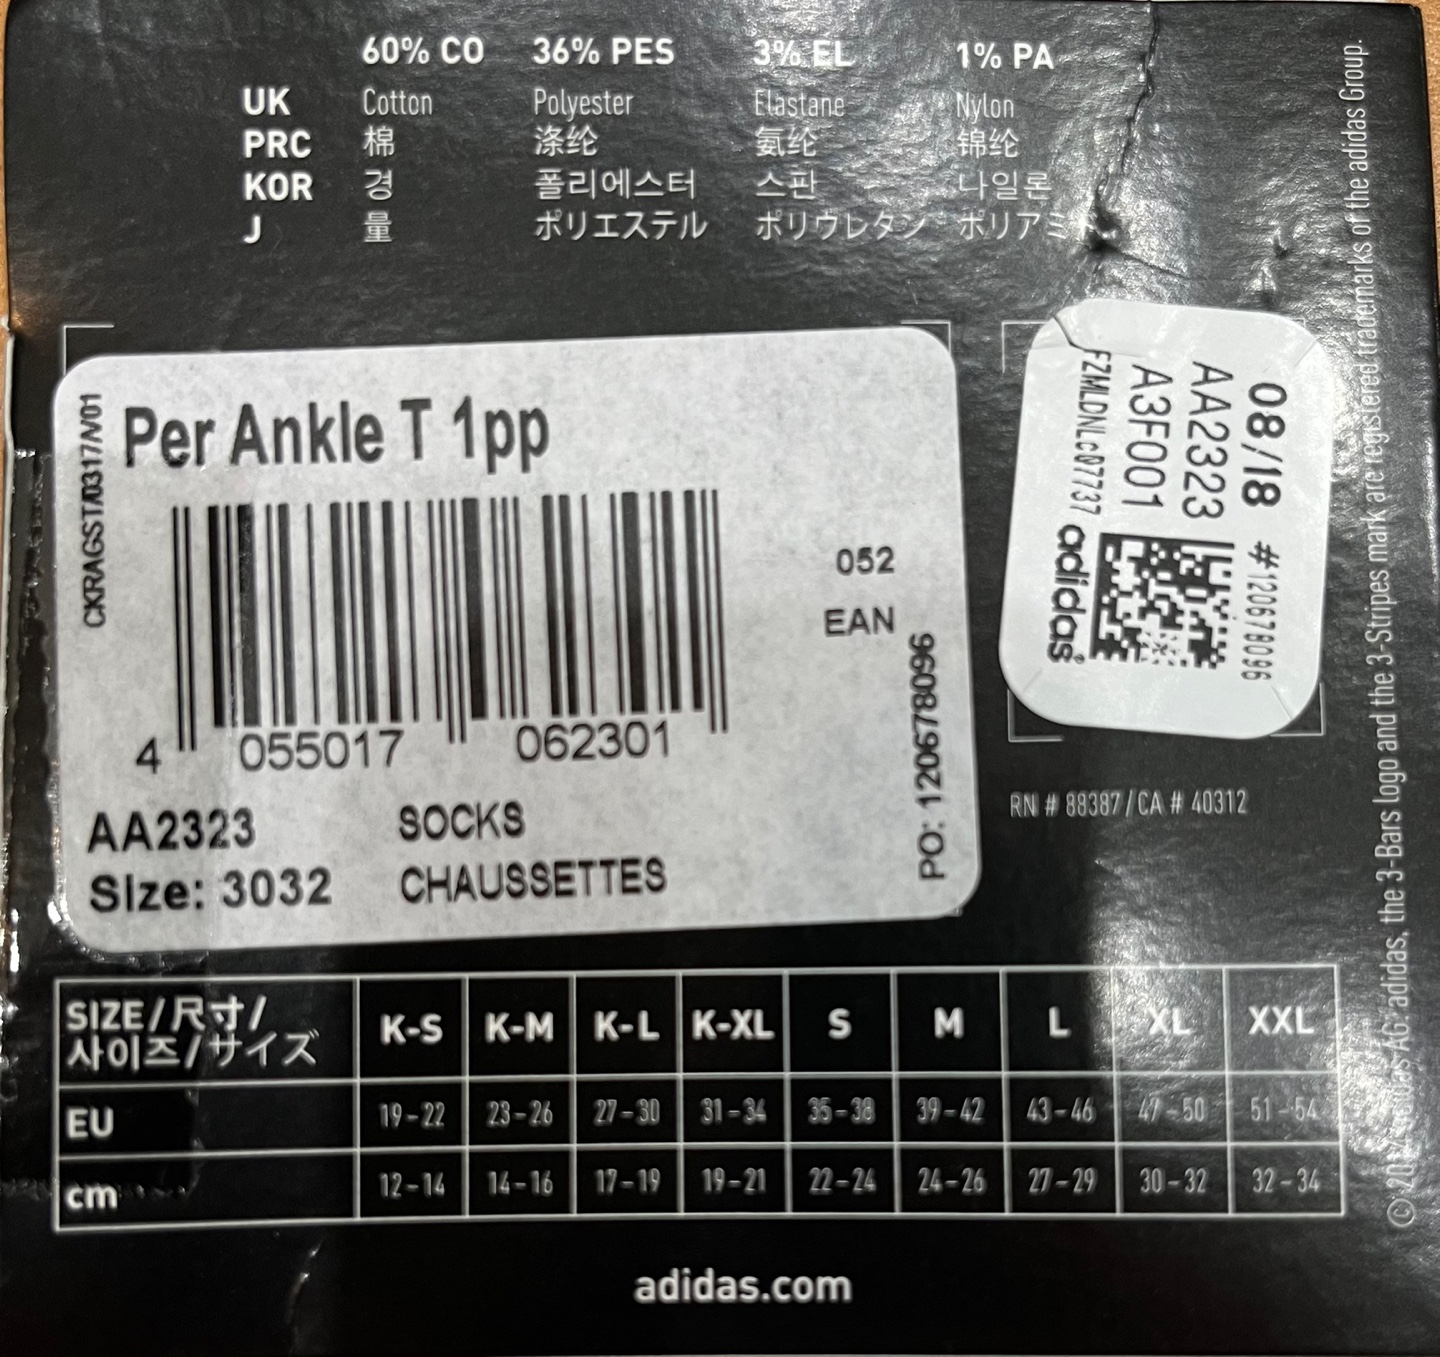 60% CO 36% PES 3% EL 1% PA
UK Cotton Polyester Elastane Nylon
PRC 棉 涤纶 氨纶 锦纶
KOR 경 폴리에스터 스판 나일론
J 量 ポリエステル ポリウレタン ポリアミ
CKRAGST/0317/V01
Per Ankle T 1pp
052
EAN
4 055017 062301
PO: 120678096
AA2323 SOCKS
Size: 3032 CHAUSSETTES
08/18 #120678096
AA2323
A3F001
FZMLDNLc07737 adidas
RN # 88387/CA # 40312
SIZE/尺寸/
사이즈/サイズ
K-S K-M K-L K-XL S M L XL XXL
EU 19-22 23-26 27-30 31-34 35-38 39-42 43-46 47-50 51-54
cm 12-14 14-16 17-19 19-21 22-24 24-26 27-29 30-32 32-34
adidas.com
adidas AG. adidas, the 3-Bars logo and the 3-Stripes mark are registered trademarks of the adidas Group.